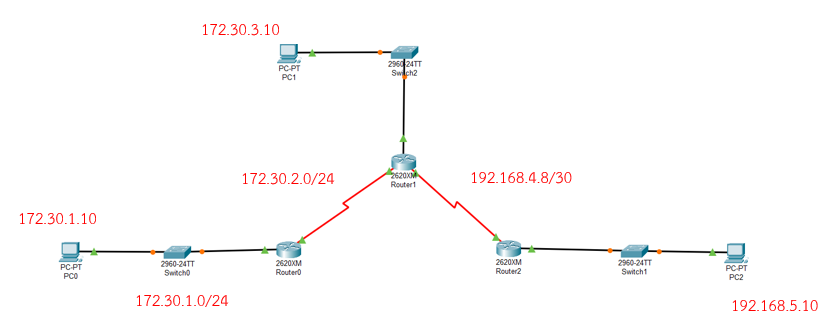 172.30.3.10
PC-PT
PC1
2960-24TT
Switch2
172.30.2.0/24
2620XM
Router1
192.168.4.8/30
172.30.1.10
PC-PT
PC0
2960-24TT
Switch0
2620XM
Router0
2620XM
Router2
2960-24TT
Switch1
PC-PT
PC2
172.30.1.0/24
192.168.5.10